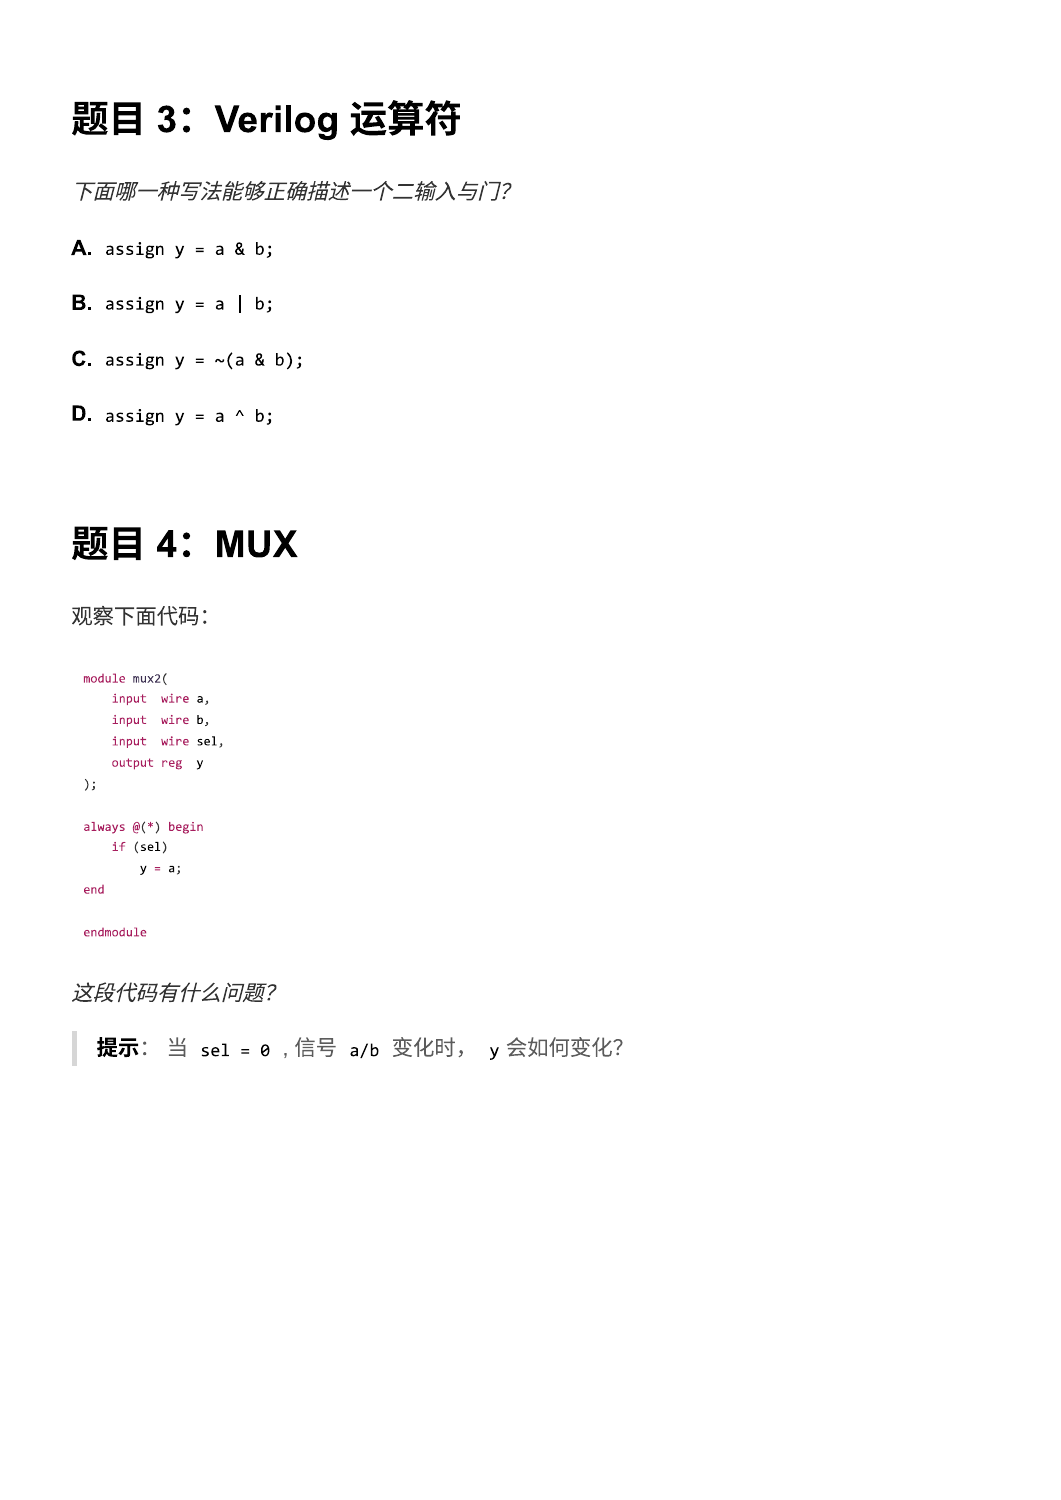 题目 3：Verilog 运算符
下面哪一种写法能够正确描述一个二输入与门？
A. assign y = a & b;
B. assign y = a | b;
C. assign y = ~(a & b);
D. assign y = a ^ b;
题目 4：MUX
观察下面代码：
module mux2(
    input  wire a,
    input  wire b,
    input  wire sel,
    output reg  y
);
always @(*) begin
    if (sel)
        y = a;
end
endmodule
这段代码有什么问题？
提示： 当 sel = 0 , 信号 a/b 变化时， y 会如何变化？